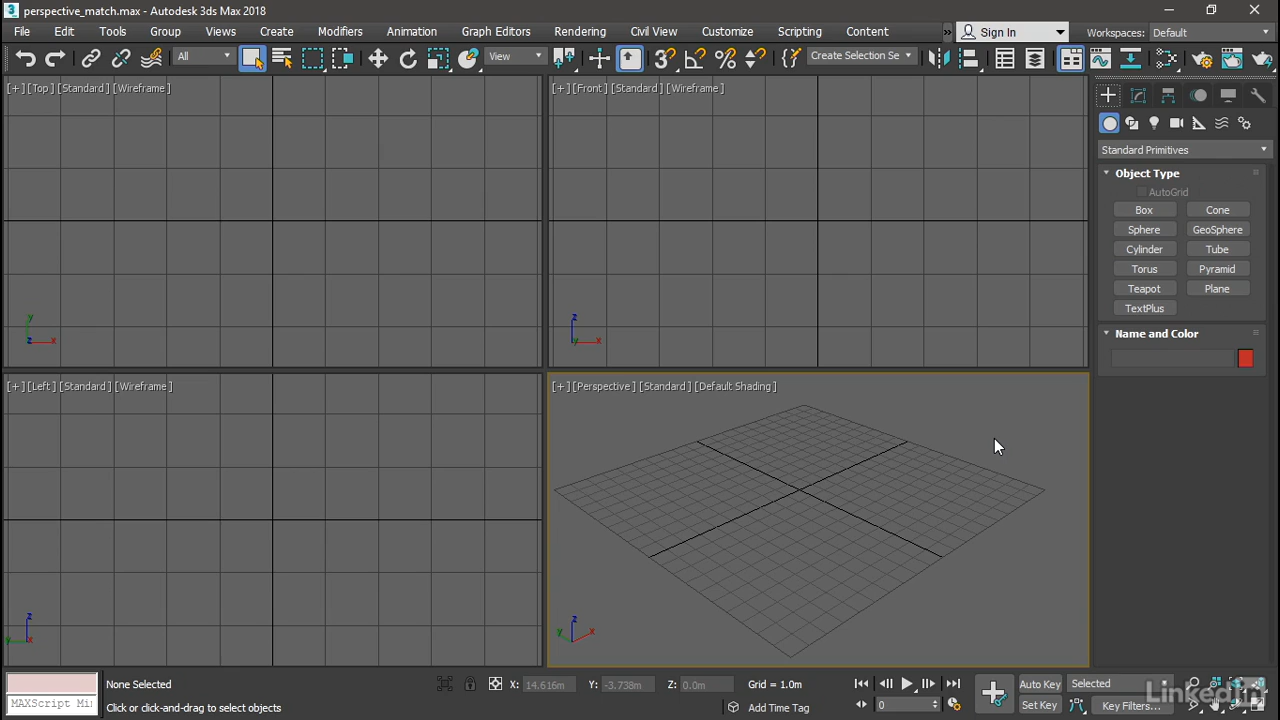 perspective_match.max - Autodesk 3ds Max 2018
File Edit Tools Group Views Create Modifiers Animation Graph Editors Rendering Civil View Customize Scripting Content » Sign In Workspaces: Default
All View Create Selection Se
[+] [Top] [Standard] [Wireframe]
[+] [Front] [Standard] [Wireframe]
Standard Primitives
Object Type
AutoGrid
Box Cone
Sphere GeoSphere
Cylinder Tube
Torus Pyramid
Teapot Plane
TextPlus
Name and Color
y
z x
z
y x
[+] [Left] [Standard] [Wireframe]
[+] [Perspective] [Standard] [Default Shading]
z
y x
z
y x
None Selected X: 14.616m Y: -3.738m Z: 0.0m Grid = 1.0m Auto Key Selected
MAXScript Mi Click or click-and-drag to select objects Add Time Tag 0 Set Key Key Filters...
LinkedIn